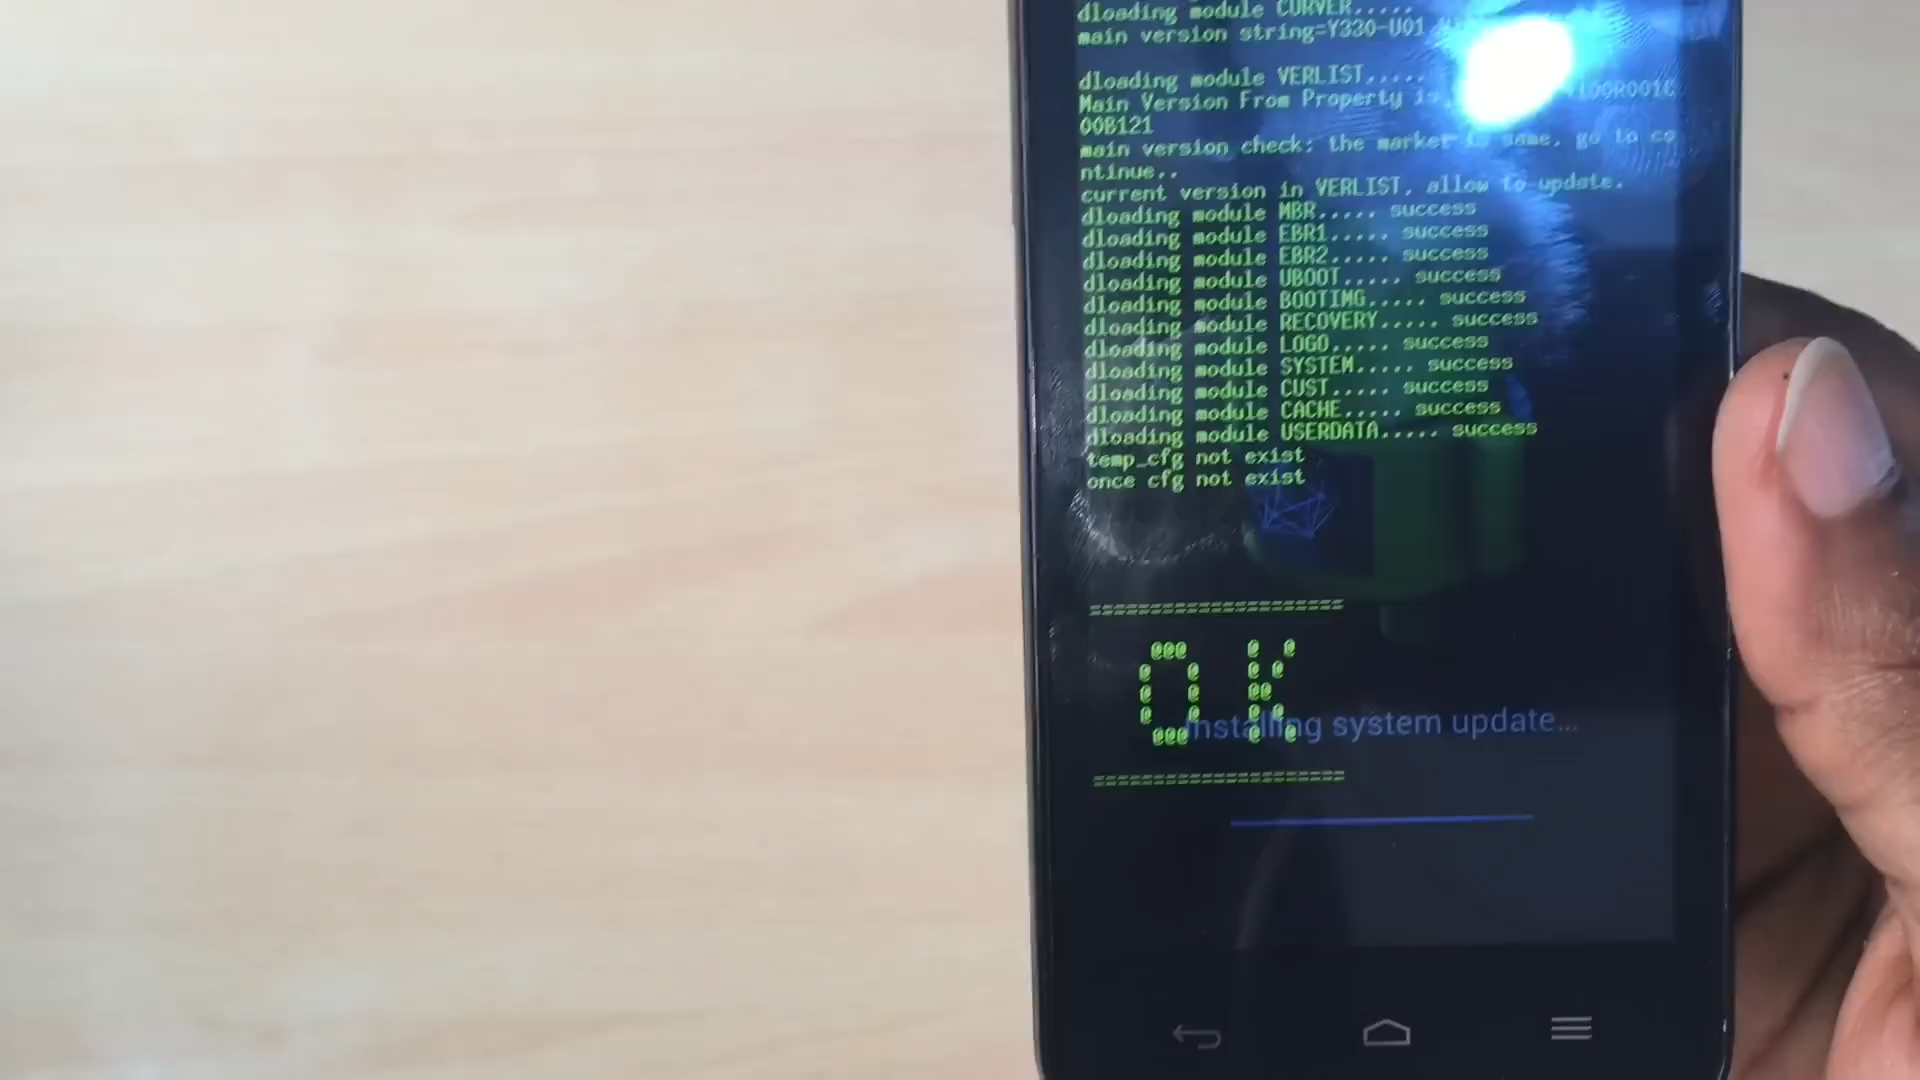 dloading module CURVER.....
main version string=Y330-U01
dloading module VERLIST.....
Main Version From Property is
00B121
main version check: the market is same, go to co
ntinue..
current version in VERLIST, allow to update.
dloading module MBR..... success
dloading module EBR1..... success
dloading module EBR2..... success
dloading module UBOOT..... success
dloading module BOOTIMG..... success
dloading module RECOVERY..... success
dloading module LOGO..... success
dloading module SYSTEM..... success
dloading module CUST..... success
dloading module CACHE..... success
dloading module USERDATA..... success
temp_cfg not exist
once cfg not exist
=====================
OK
Installing system update...
=====================